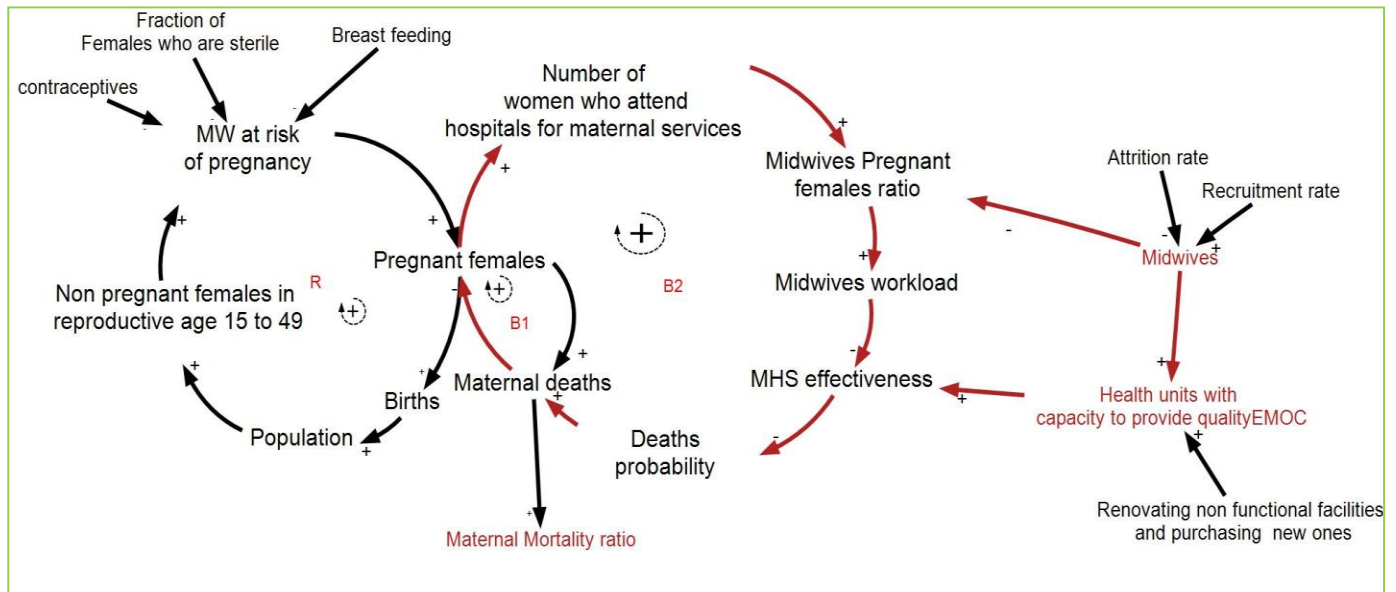 Fraction of
Females who are sterile
Breast feeding
contraceptives
MW at risk
of pregnancy
Number of
women who attend
hospitals for maternal services
Midwives Pregnant
females ratio
Attrition rate
Recruitment rate
Midwives
Pregnant females
Non pregnant females in
reproductive age 15 to 49
R
B1
B2
Midwives workload
Maternal deaths
MHS effectiveness
Births
Population
Deaths
probability
Health units with
capacity to provide qualityEMOC
Maternal Mortality ratio
Renovating non functional facilities
and purchasing new ones